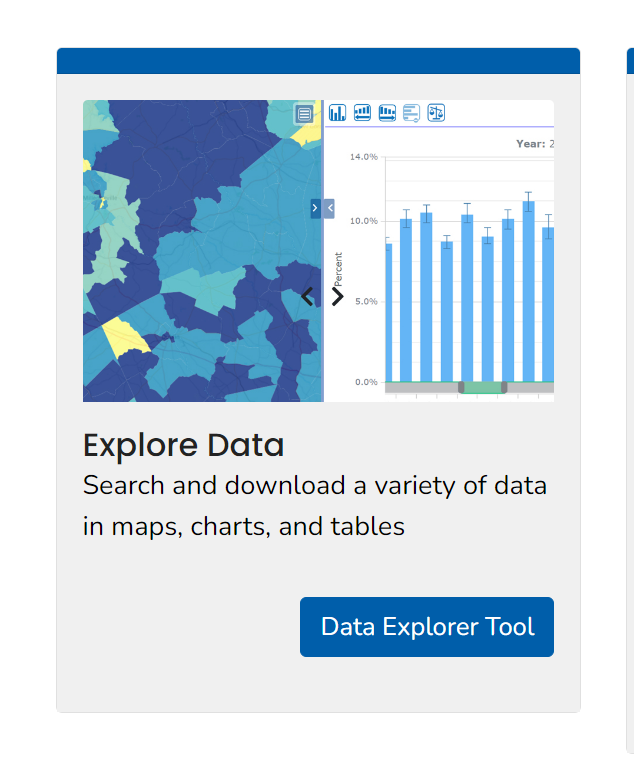 Year: 2
14.0%
10.0%
Percent
5.0%
0.0%
Explore Data
Search and download a variety of data
in maps, charts, and tables
Data Explorer Tool